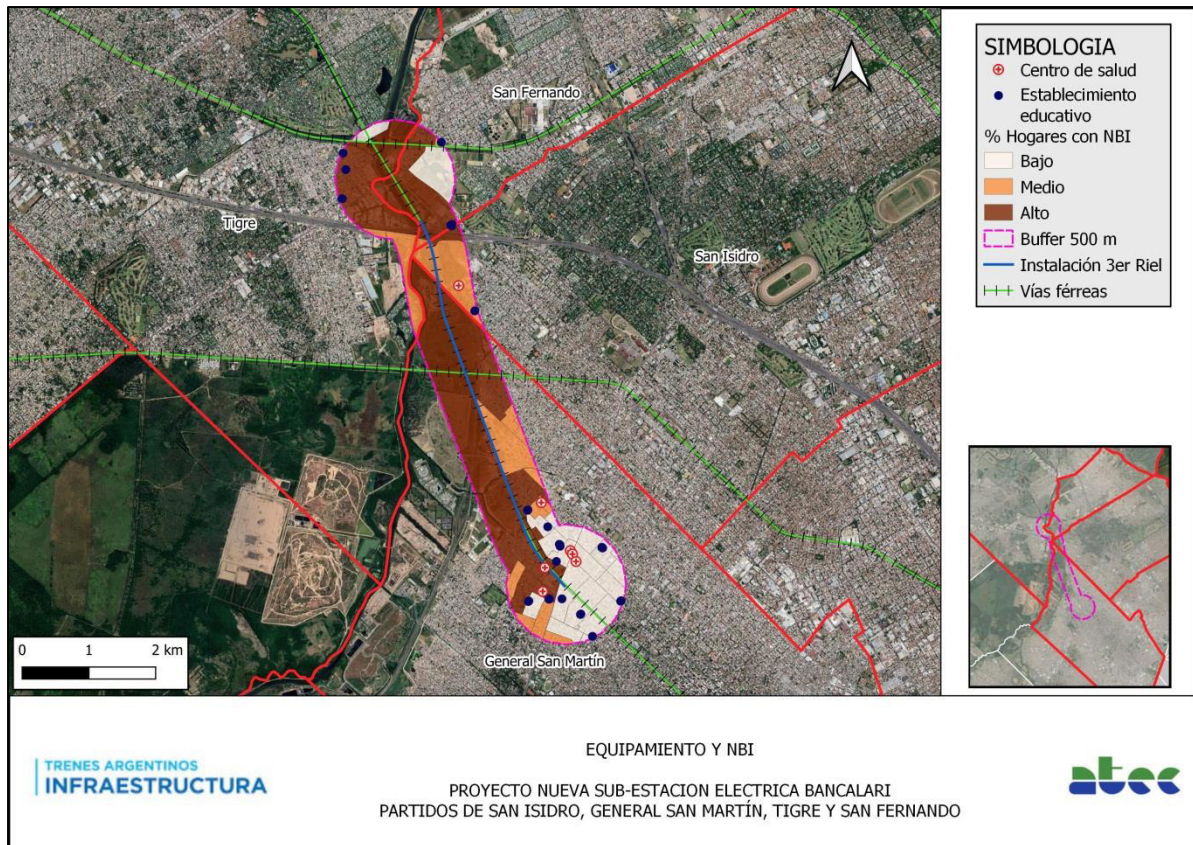 San Fernando
Tigre
San Isidro
General San Martín
0 1 2 km
SIMBOLOGIA
Centro de salud
Establecimiento
educativo
% Hogares con NBI
Bajo
Medio
Alto
Buffer 500 m
Instalación 3er Riel
Vías férreas
TRENES ARGENTINOS
INFRAESTRUCTURA
EQUIPAMIENTO Y NBI
PROYECTO NUEVA SUB-ESTACION ELECTRICA BANCALARI
PARTIDOS DE SAN ISIDRO, GENERAL SAN MARTÍN, TIGRE Y SAN FERNANDO
atec